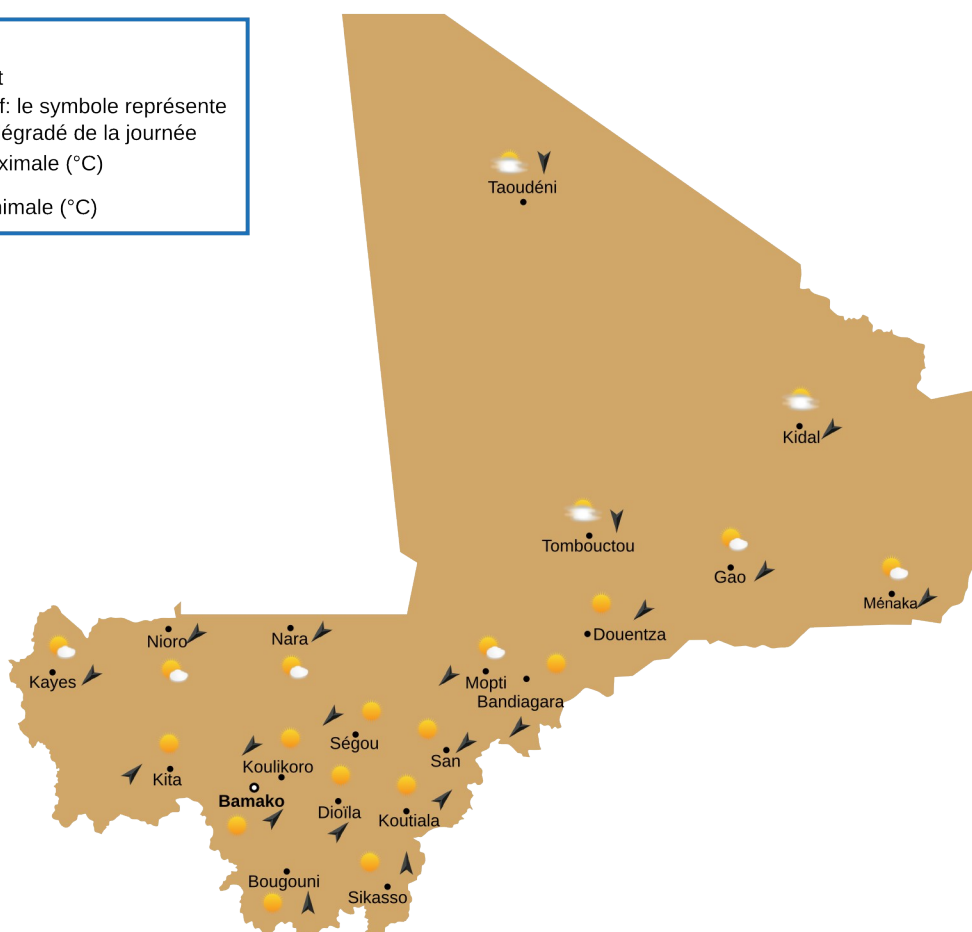 t
f: le symbole représente
égradé de la journée
ximale (°C)
nimale (°C)
Taoudéni
Kidal
Tombouctou
Gao
Ménaka
Douentza
Nioro
Nara
Kayes
Mopti
Bandiagara
Ségou
San
Koulikoro
Kita
Bamako
Dioïla
Koutiala
Bougouni
Sikasso